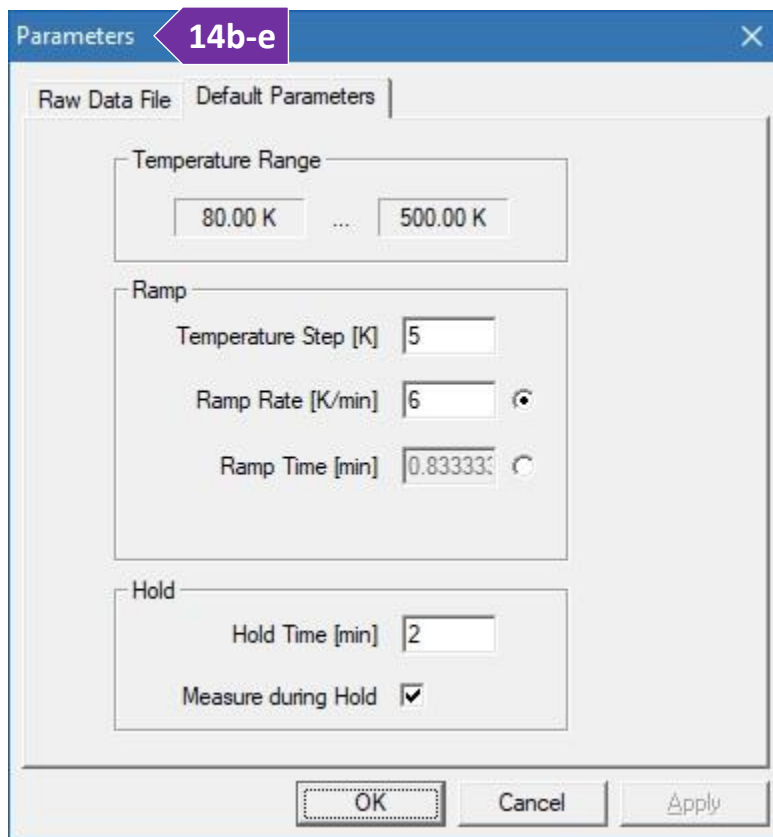 Parameters 14b-e
Raw Data File Default Parameters
Temperature Range
80.00 K ... 500.00 K
Ramp
Temperature Step [K] 5
Ramp Rate [K/min] 6
Ramp Time [min] 0.833333
Hold
Hold Time [min] 2
Measure during Hold
OK Cancel Apply